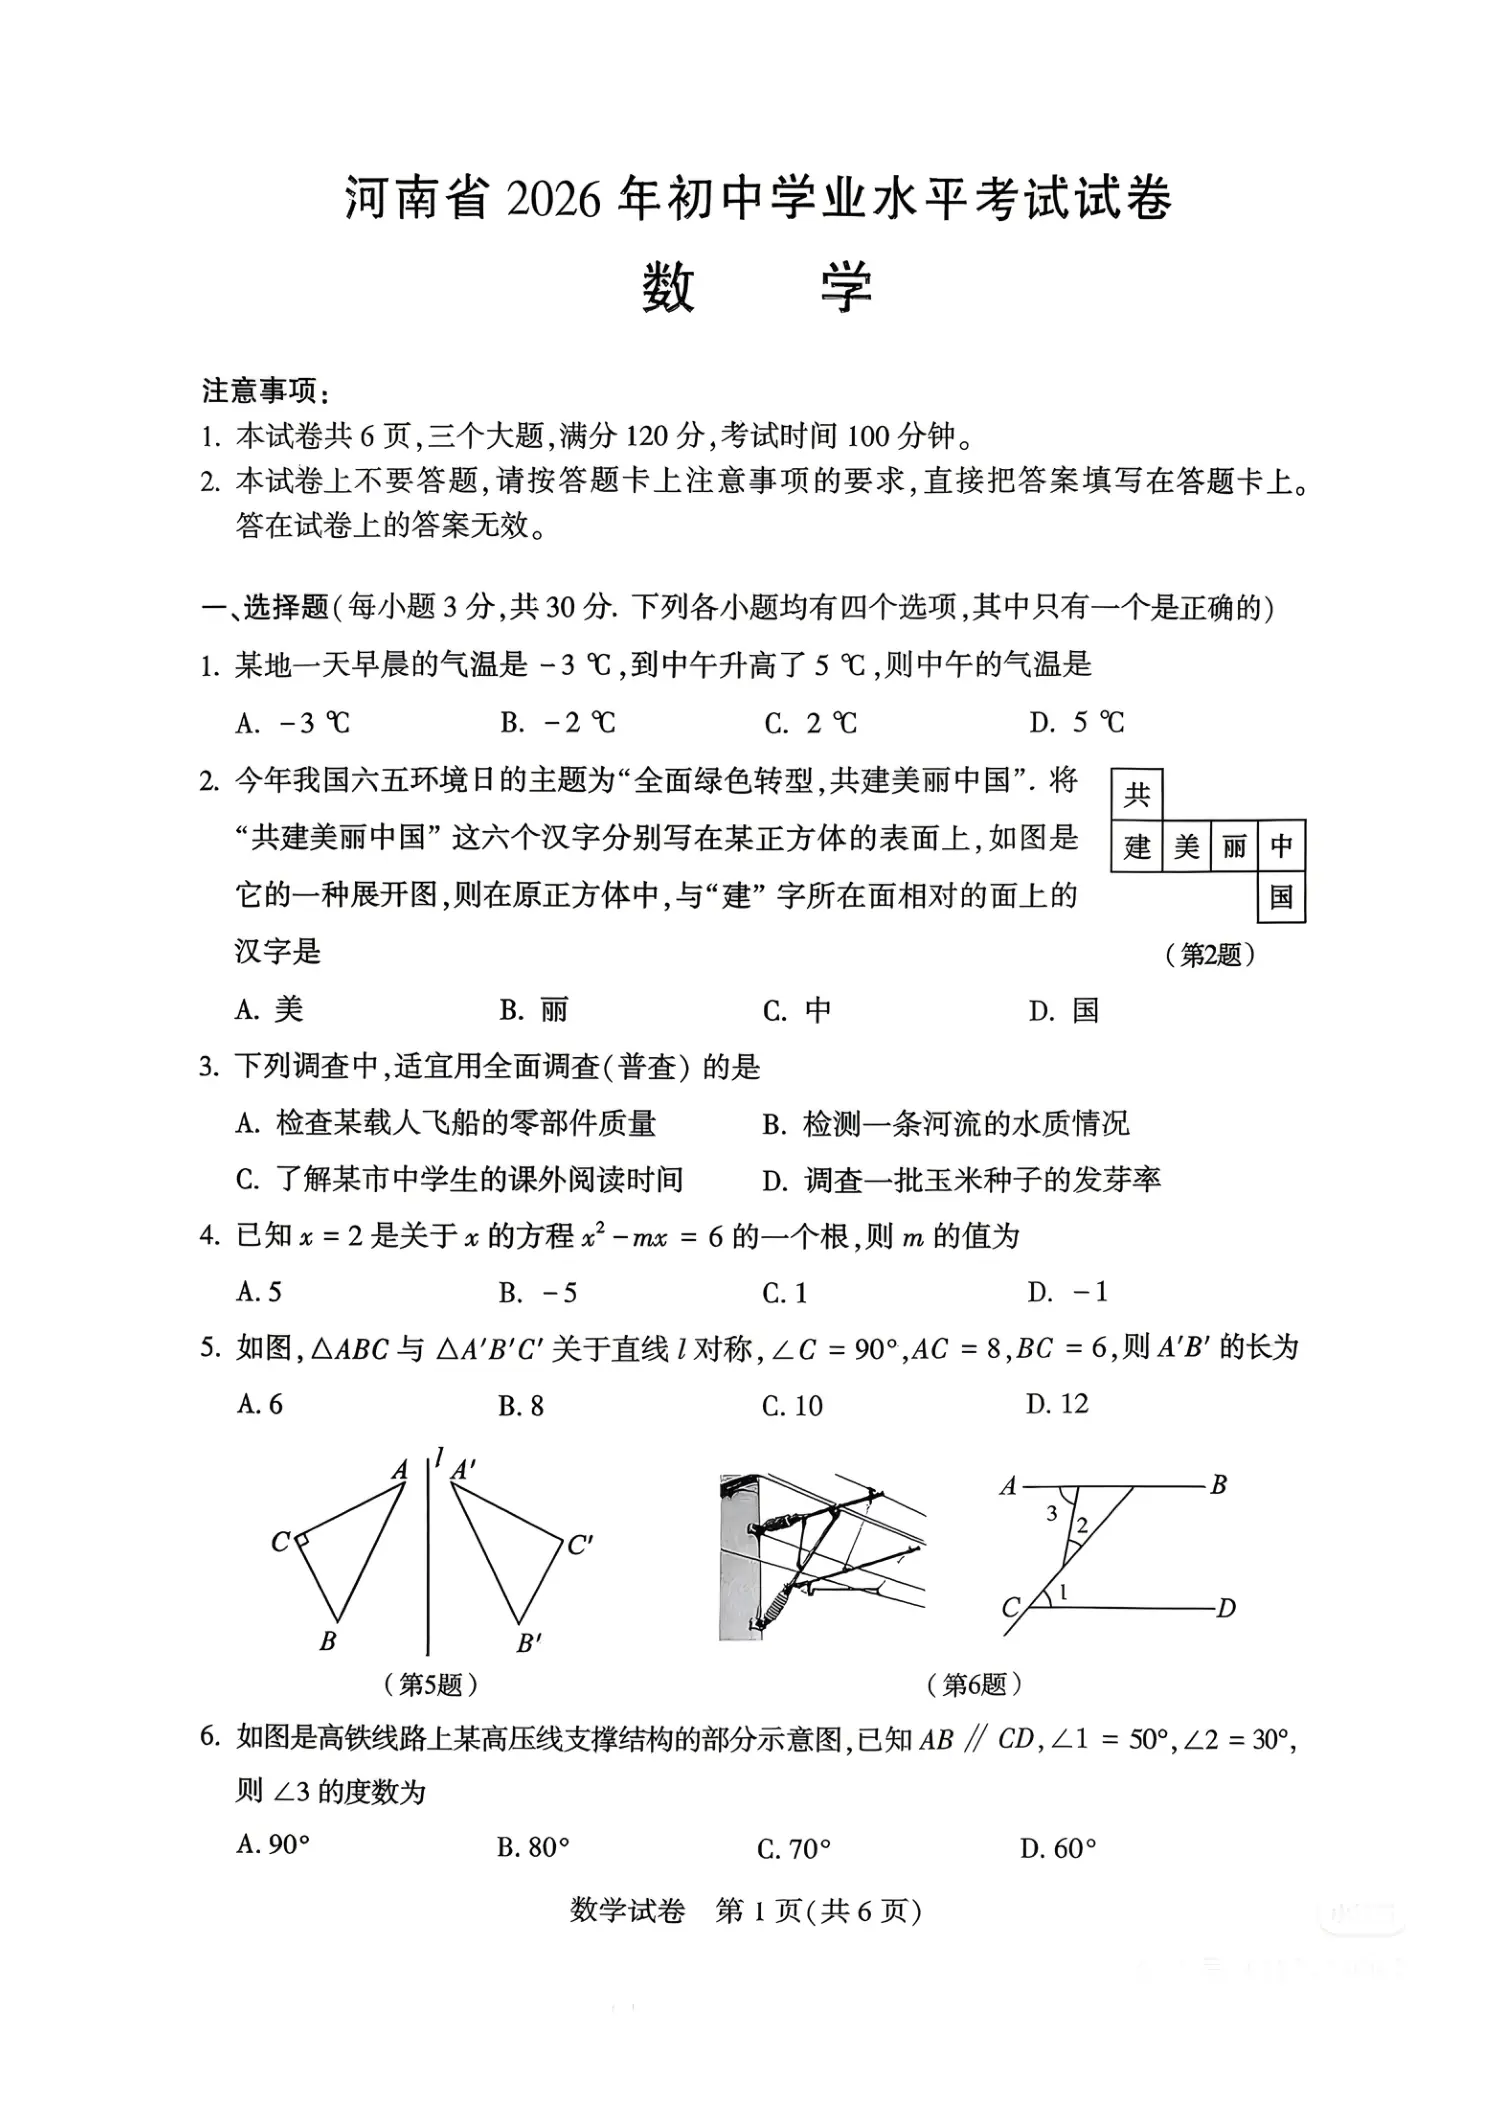 河南省 2026 年初中学业水平考试试卷
数 学
注意事项:
1. 本试卷共 6 页,三个大题,满分 120 分,考试时间 100 分钟。
2. 本试卷上不要答题,请按答题卡上注意事项的要求,直接把答案填写在答题卡上。
答在试卷上的答案无效。
一、选择题(每小题 3 分,共 30 分. 下列各小题均有四个选项,其中只有一个是正确的)
1. 某地一天早晨的气温是 -3 ℃,到中午升高了 5 ℃,则中午的气温是
A. -3 ℃ B. -2 ℃ C. 2 ℃ D. 5 ℃
2. 今年我国六五环境日的主题为“全面绿色转型,共建美丽中国”. 将
“共建美丽中国” 这六个汉字分别写在某正方体的表面上,如图是
它的一种展开图,则在原正方体中,与“建” 字所在面相对的面上的
汉字是
共
建 美 丽 中
国
(第2题)
A. 美 B. 丽 C. 中 D. 国
3. 下列调查中,适宜用全面调查(普查) 的是
A. 检查某载人飞船的零部件质量 B. 检测一条河流的水质情况
C. 了解某市中学生的课外阅读时间 D. 调查一批玉米种子的发芽率
4. 已知 x = 2 是关于 x 的方程 x² - mx = 6 的一个根,则 m 的值为
A. 5 B. -5 C. 1 D. -1
5. 如图,△ABC 与 △A′B′C′ 关于直线 l 对称,∠C = 90°,AC = 8,BC = 6,则 A′B′ 的长为
A. 6 B. 8 C. 10 D. 12
A l A′
C C′
B B′
(第5题)
A B
3 2
C 1 D
(第6题)
6. 如图是高铁线路上某高压线支撑结构的部分示意图,已知 AB ∥ CD,∠1 = 50°,∠2 = 30°,
则 ∠3 的度数为
A. 90° B. 80° C. 70° D. 60°
数学试卷 第 1 页(共 6 页)